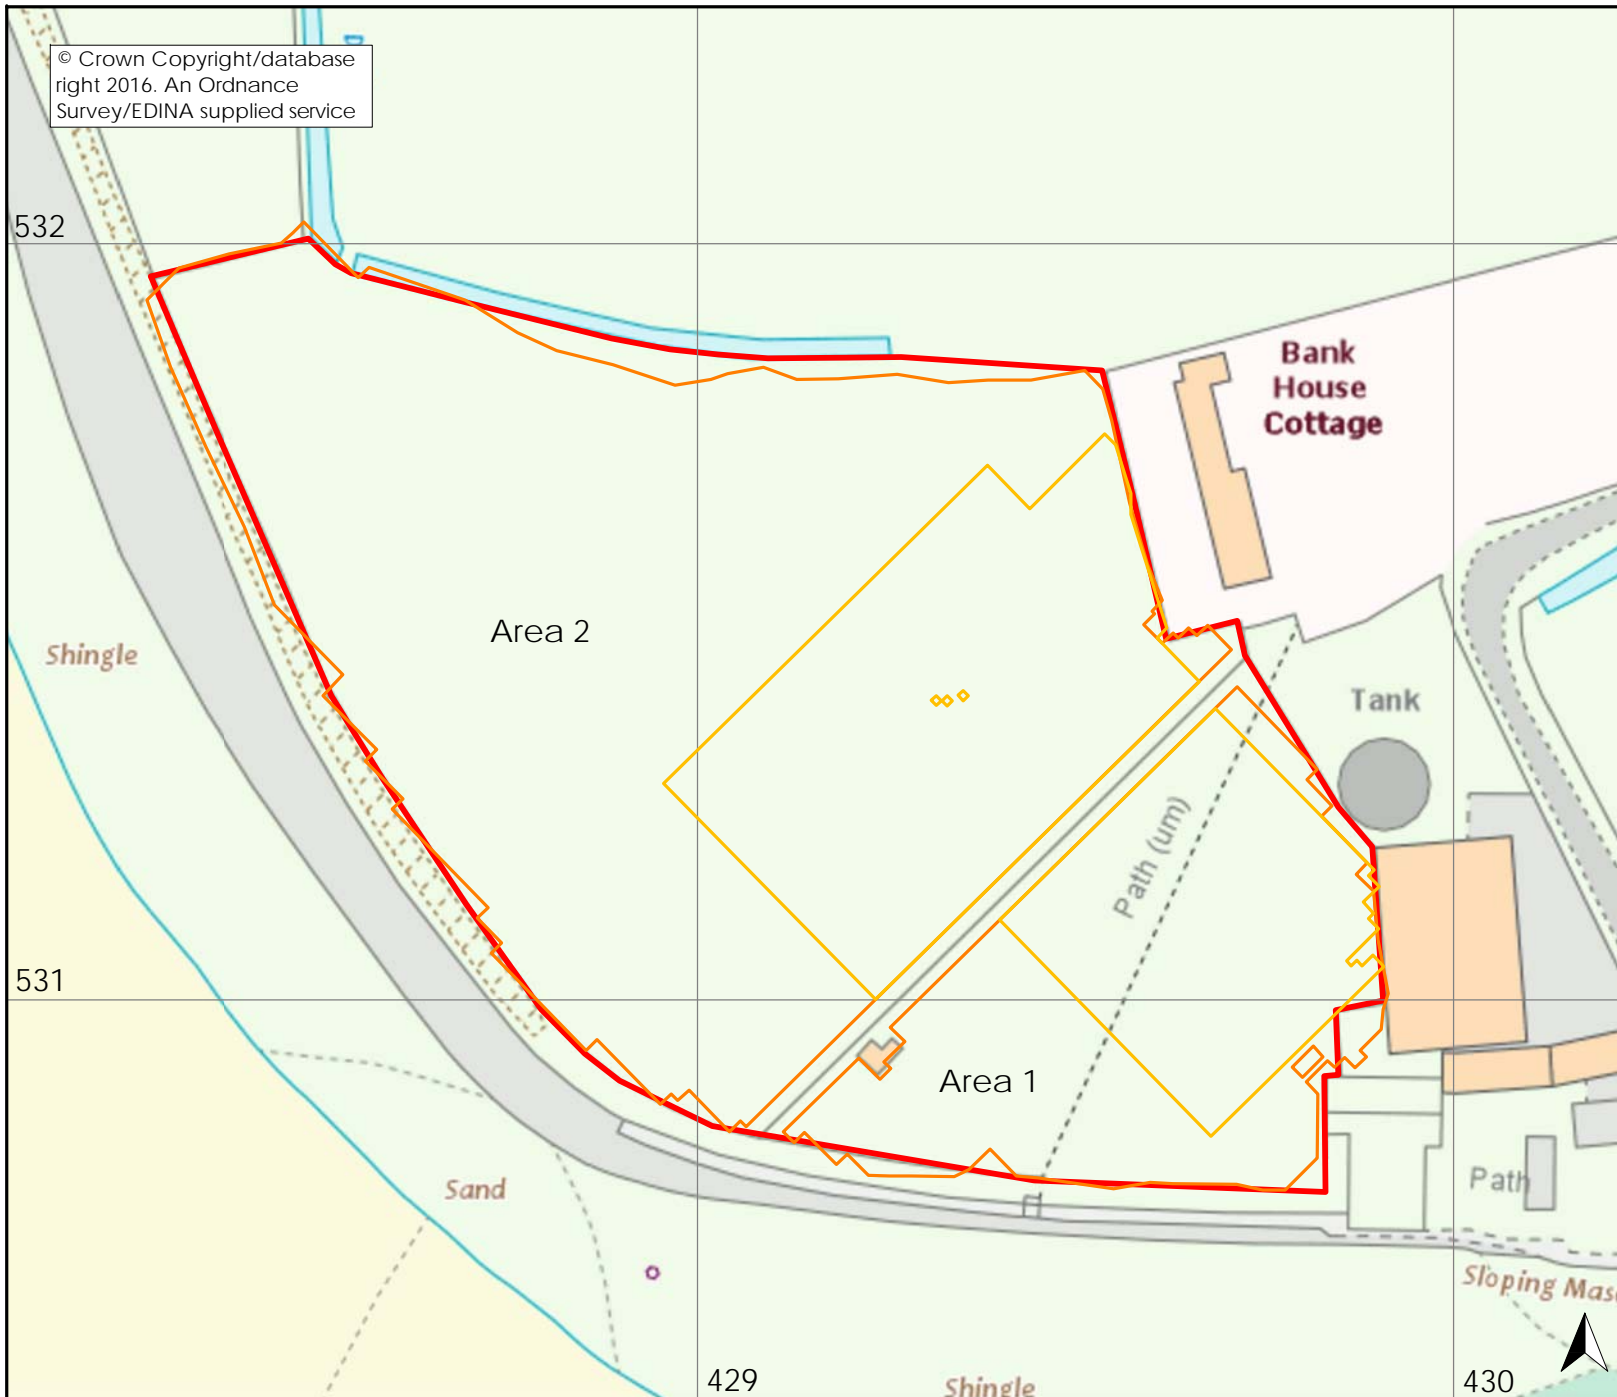 © Crown Copyright/database
right 2016. An Ordnance
Survey/EDINA supplied service
532
Bank
House
Cottage
Area 2
Shingle
Tank
Path (um)
531
Area 1
Sand
Path
Sloping Mas
429
Shingle
430